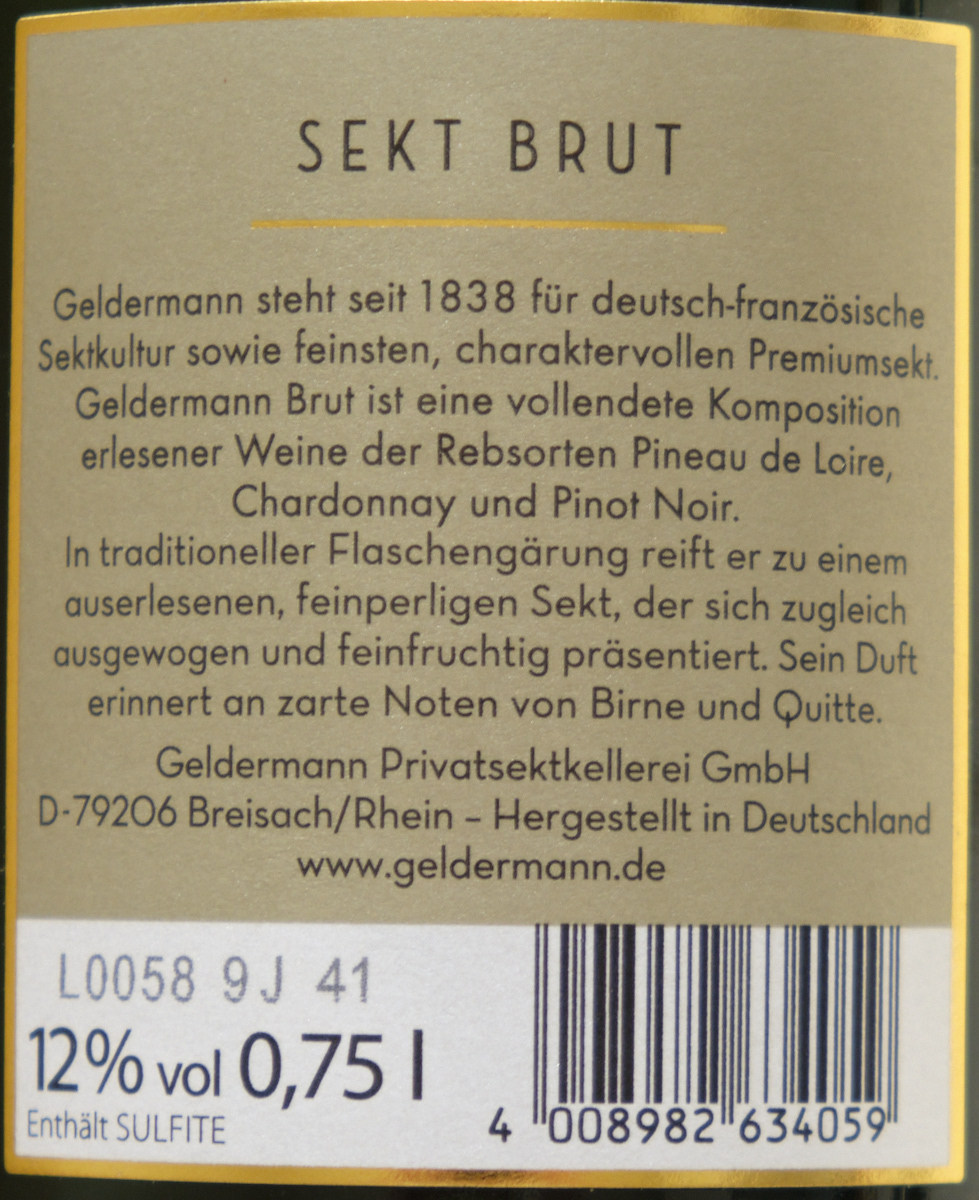 SEKT BRUT
Geldermann steht seit 1838 für deutsch-französische
Sektkultur sowie feinsten, charaktervollen Premiumsekt.
Geldermann Brut ist eine vollendete Komposition
erlesener Weine der Rebsorten Pineau de Loire,
Chardonnay und Pinot Noir.
In traditioneller Flaschengärung reift er zu einem
auserlesenen, feinperligen Sekt, der sich zugleich
ausgewogen und feinfruchtig präsentiert. Sein Duft
erinnert an zarte Noten von Birne und Quitte.
Geldermann Privatsektkellerei GmbH
D-79206 Breisach/Rhein – Hergestellt in Deutschland
www.geldermann.de
L0058 9J 41
12% vol 0,75 l
Enthält SULFITE
4 008982 634059